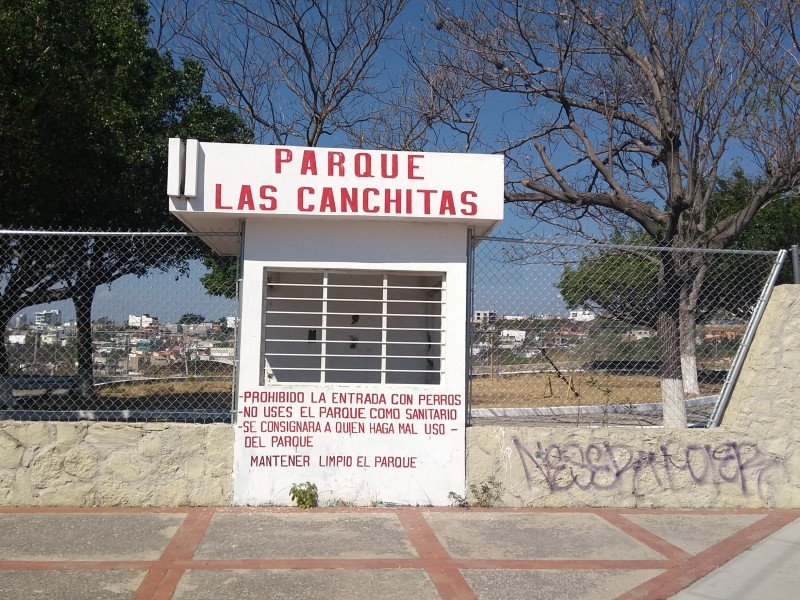 PARQUE
LAS CANCHITAS
-PROHIBIDO LA ENTRADA CON PERROS
-NO USES EL PARQUE COMO SANITARIO
-SE CONSIGNARA A QUIEN HAGA MAL USO -
DEL PARQUE
MANTENER LIMPIO EL PARQUE